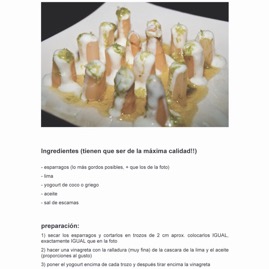 Ingredientes (tienen que ser de la máxima calidad!!)
- esparragos (lo más gordos posibles, + que los de la foto)
- lima
- yogourt de coco o griego
- aceite
- sal de escamas
preparación:
1) secar los esparragos y cortarlos en trozos de 2 cm aprox. colocarlos IGUAL, exactamente IGUAL que en la foto
2) hacer una vinagreta con la ralladura (muy fina) de la cascara de la lima y el aceite (proporciones al gusto)
3) poner el yogourt encima de cada trozo y después tirar encima la vinagreta